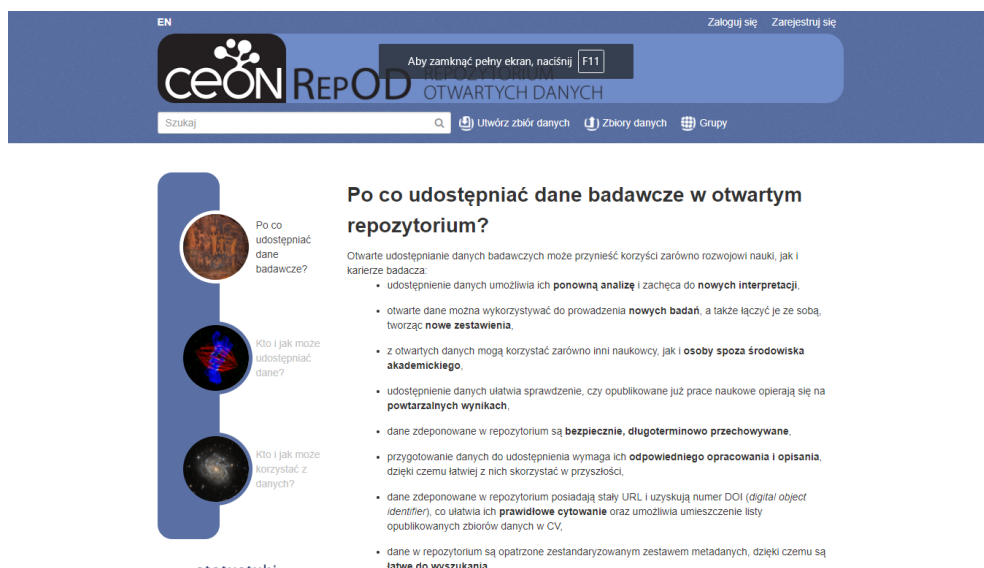 EN
Zaloguj się Zarejestruj się
Aby zamknąć pełny ekran, naciśnij F11
CEON REPOD REPOZYTORIUM
OTWARTYCH DANYCH
Szukaj
Utwórz zbiór danych Zbiory danych Grupy
Po co
udostępniać
dane
badawcze?
Kto i jak może
udostępniać
dane?
Kto i jak może
korzystać z
danych?
Po co udostępniać dane badawcze w otwartym
repozytorium?
Otwarte udostępnianie danych badawczych może przynieść korzyści zarówno rozwojowi nauki, jak i
karierze badacza:
• udostępnienie danych umożliwia ich ponowną analizę i zachęca do nowych interpretacji,
• otwarte dane można wykorzystywać do prowadzenia nowych badań, a także łączyć je ze sobą,
tworząc nowe zestawienia,
• z otwartych danych mogą korzystać zarówno inni naukowcy, jak i osoby spoza środowiska
akademickiego,
• udostępnienie danych ułatwia sprawdzenie, czy opublikowane już prace naukowe opierają się na
powtarzalnych wynikach,
• dane zdeponowane w repozytorium są bezpiecznie, długoterminowo przechowywane,
• przygotowanie danych do udostępnienia wymaga ich odpowiedniego opracowania i opisania,
dzięki czemu łatwiej z nich skorzystać w przyszłości,
• dane zdeponowane w repozytorium posiadają stały URL i uzyskują numer DOI (digital object
identifier), co ułatwia ich prawidłowe cytowanie oraz umożliwia umieszczenie listy
opublikowanych zbiorów danych w CV,
• dane w repozytorium są opatrzone zestandaryzowanym zestawem metadanych, dzięki czemu są
łatwe do wyszukania